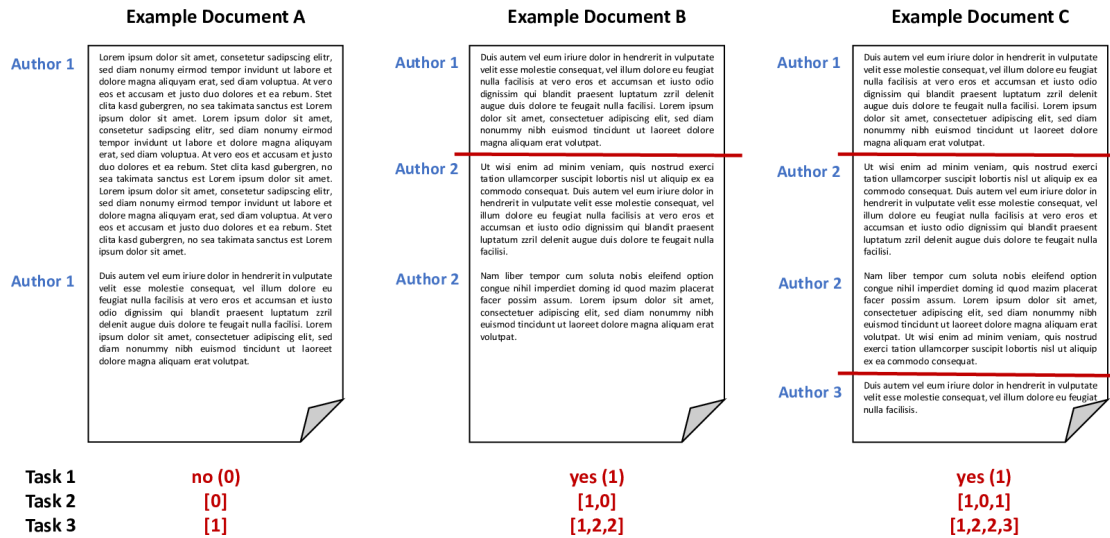 Example Document A
Author 1
Lorem ipsum dolor sit amet, consetetur sadipscing elitr,
sed diam nonumy eirmod tempor invidunt ut labore et
dolore magna aliquyam erat, sed diam voluptua. At vero
eos et accusam et justo duo dolores et ea rebum. Stet
clita kasd gubergren, no sea takimata sanctus est Lorem
ipsum dolor sit amet. Lorem ipsum dolor sit amet,
consetetur sadipscing elitr, sed diam nonumy eirmod
tempor invidunt ut labore et dolore magna aliquyam
erat, sed diam voluptua. At vero eos et accusam et justo
duo dolores et ea rebum. Stet clita kasd gubergren, no
sea takimata sanctus est Lorem ipsum dolor sit amet.
Lorem ipsum dolor sit amet, consetetur sadipscing elitr,
sed diam nonumy eirmod tempor invidunt ut labore et
dolore magna aliquyam erat, sed diam voluptua. At vero
eos et accusam et justo duo dolores et ea rebum. Stet
clita kasd gubergren, no sea takimata sanctus est Lorem
ipsum dolor sit amet.
Author 1
Duis autem vel eum iriure dolor in hendrerit in vulputate
velit esse molestie consequat, vel illum dolore eu
feugiat nulla facilisis at vero eros et accumsan et iusto
odio dignissim qui blandit praesent luptatum zzril
delenit augue duis dolore te feugait nulla facilisi. Lorem
ipsum dolor sit amet, consectetuer adipiscing elit, sed
diam nonummy nibh euismod tincidunt ut laoreet
dolore magna aliquam erat volutpat.
Example Document B
Author 1
Duis autem vel eum iriure dolor in hendrerit in vulputate
velit esse molestie consequat, vel illum dolore eu feugiat
nulla facilisis at vero eros et accumsan et iusto odio
dignissim qui blandit praesent luptatum zzril delenit
augue duis dolore te feugait nulla facilisi. Lorem ipsum
dolor sit amet, consectetuer adipiscing elit, sed diam
nonummy nibh euismod tincidunt ut laoreet dolore
magna aliquam erat volutpat.
Author 2
Ut wisi enim ad minim veniam, quis nostrud exerci
tation ullamcorper suscipit lobortis nisl ut aliquip ex ea
commodo consequat. Duis autem vel eum iriure dolor in
hendrerit in vulputate velit esse molestie consequat, vel
illum dolore eu feugiat nulla facilisis at vero eros et
accumsan et iusto odio dignissim qui blandit praesent
luptatum zzril delenit augue duis dolore te feugait nulla
facilisi.
Author 2
Nam liber tempor cum soluta nobis eleifend option
congue nihil imperdiet doming id quod mazim placerat
facer possim assum. Lorem ipsum dolor sit amet,
consectetuer adipiscing elit, sed diam nonummy nibh
euismod tincidunt ut laoreet dolore magna aliquam erat
volutpat.
Example Document C
Author 1
Duis autem vel eum iriure dolor in hendrerit in vulputate
velit esse molestie consequat, vel illum dolore eu feugiat
nulla facilisis at vero eros et accumsan et iusto odio
dignissim qui blandit praesent luptatum zzril delenit
augue duis dolore te feugait nulla facilisi. Lorem ipsum
dolor sit amet, consectetuer adipiscing elit, sed diam
nonummy nibh euismod tincidunt ut laoreet dolore
magna aliquam erat volutpat.
Author 2
Ut wisi enim ad minim veniam, quis nostrud exerci
tation ullamcorper suscipit lobortis nisl ut aliquip ex ea
commodo consequat. Duis autem vel eum iriure dolor in
hendrerit in vulputate velit esse molestie consequat, vel
illum dolore eu feugiat nulla facilisis at vero eros et
accumsan et iusto odio dignissim qui blandit praesent
luptatum zzril delenit augue duis dolore te feugait nulla
facilisi.
Author 2
Nam liber tempor cum soluta nobis eleifend option
congue nihil imperdiet doming id quod mazim placerat
facer possim assum. Lorem ipsum dolor sit amet,
consectetuer adipiscing elit, sed diam nonummy nibh
euismod tincidunt ut laoreet dolore magna aliquam erat
volutpat. Ut wisi enim ad minim veniam, quis nostrud
exerci tation ullamcorper suscipit lobortis nisl ut aliquip
ex ea commodo consequat.
Author 3
Duis autem vel eum iriure dolor in hendrerit in vulputate
velit esse molestie consequat, vel illum dolore eu feugiat
nulla facilisis.
Task 1 no (0) yes (1) yes (1)
Task 2 [0] [1,0] [1,0,1]
Task 3 [1] [1,2,2] [1,2,2,3]